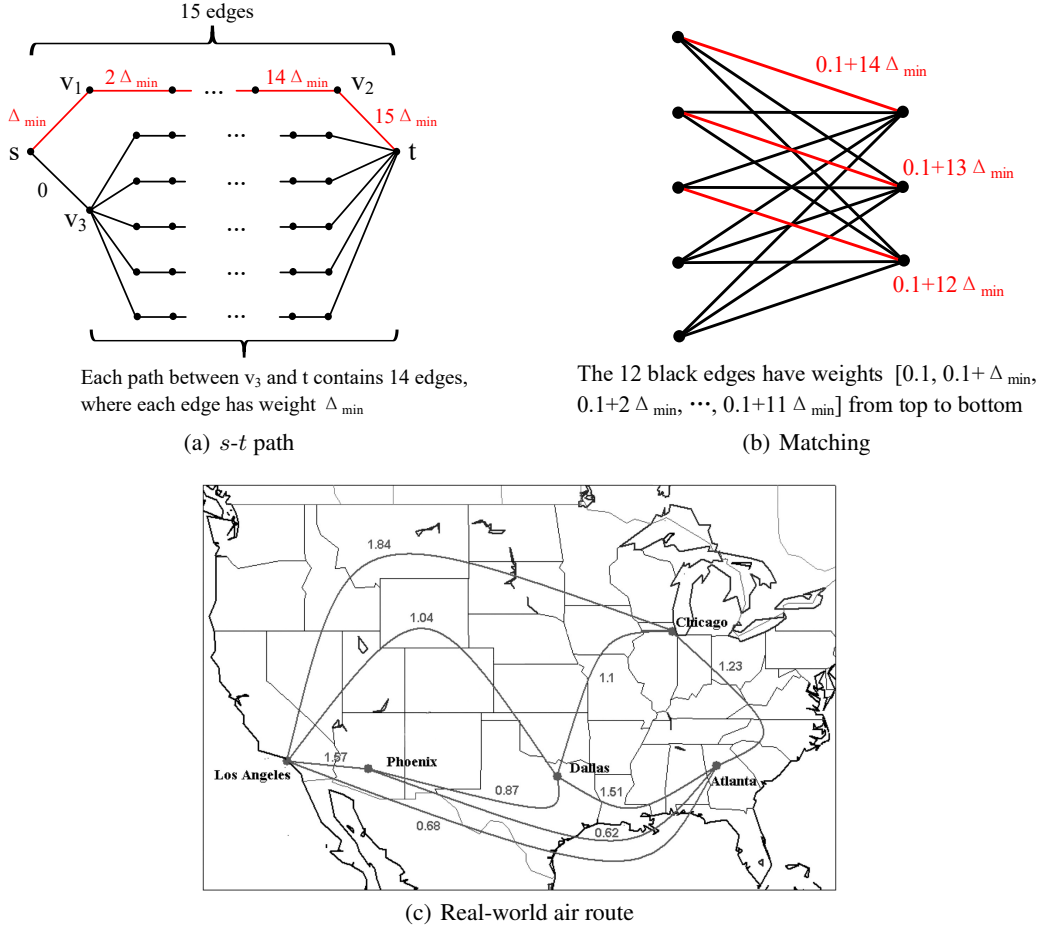 15 edges
v1 2 Δ min ... 14 Δ min v2
Δ min 15 Δ min
s ... t
0 ...
v3 ...
...
...
Each path between v3 and t contains 14 edges,
where each edge has weight Δ min
(a) s-t path
0.1+14 Δ min
0.1+13 Δ min
0.1+12 Δ min
The 12 black edges have weights [0.1, 0.1+ Δ min,
0.1+2 Δ min, ···, 0.1+11 Δ min] from top to bottom
(b) Matching
1.84
1.04
Chicago
1.23
1.1
1.57 Phoenix Dallas
Los Angeles Atlanta
0.87 1.51
0.68 0.62
(c) Real-world air route